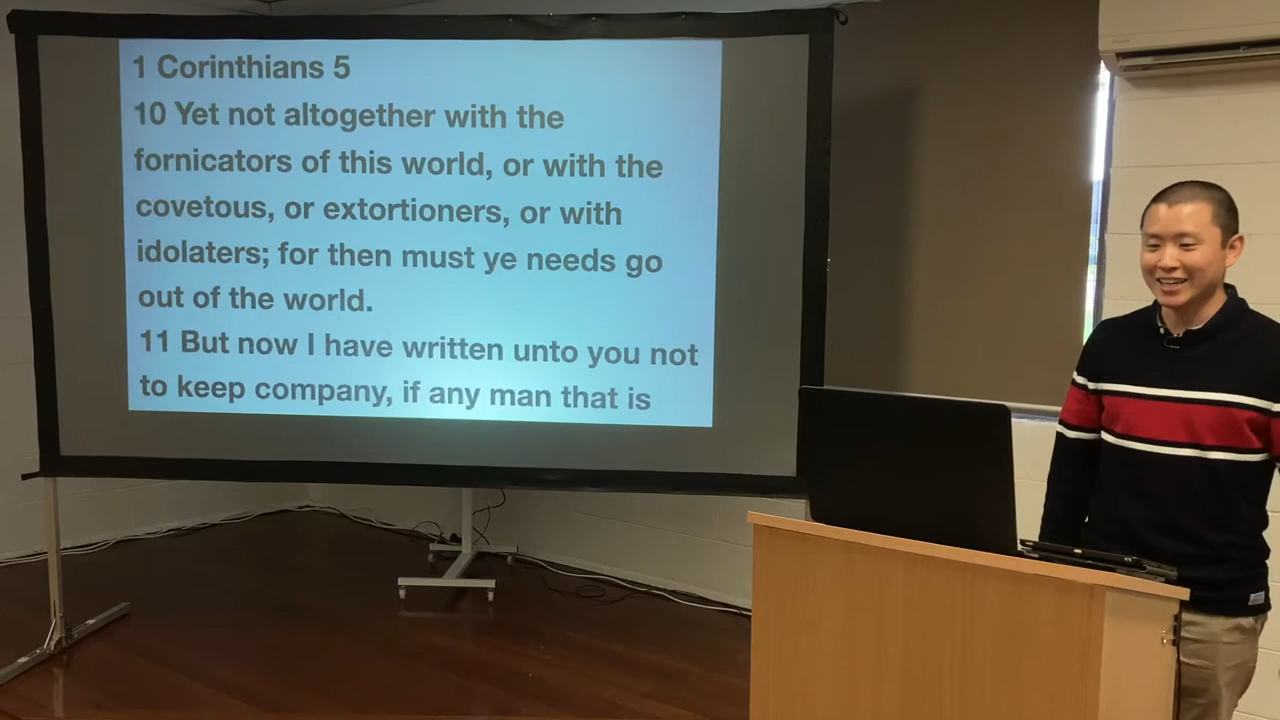 1 Corinthians 5
10 Yet not altogether with the
fornicators of this world, or with the
covetous, or extortioners, or with
idolaters; for then must ye needs go
out of the world.
11 But now I have written unto you not
to keep company, if any man that is